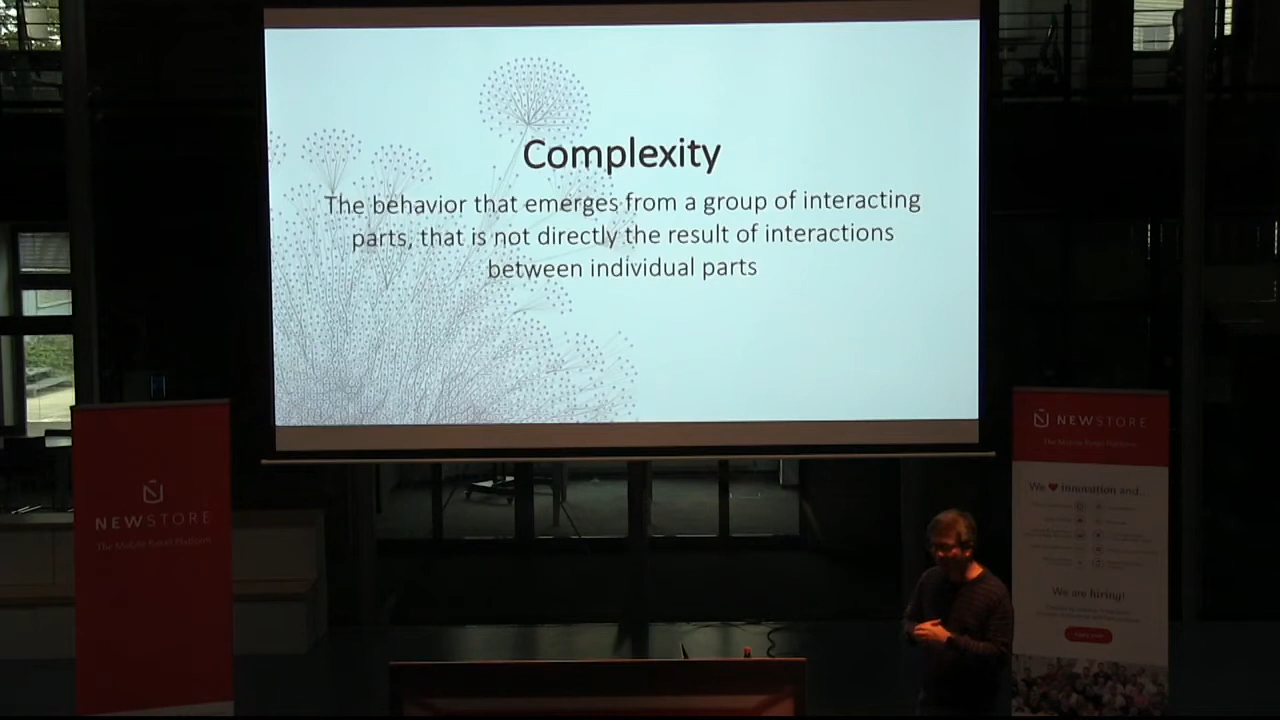 Complexity
The behavior that emerges from a group of interacting
parts, that is not directly the result of interactions
between individual parts
NEWSTORE
The Mobile Retail Platform
NEWSTORE
The Mobile Retail Platform
We ♥ innovation and...
We are hiring!